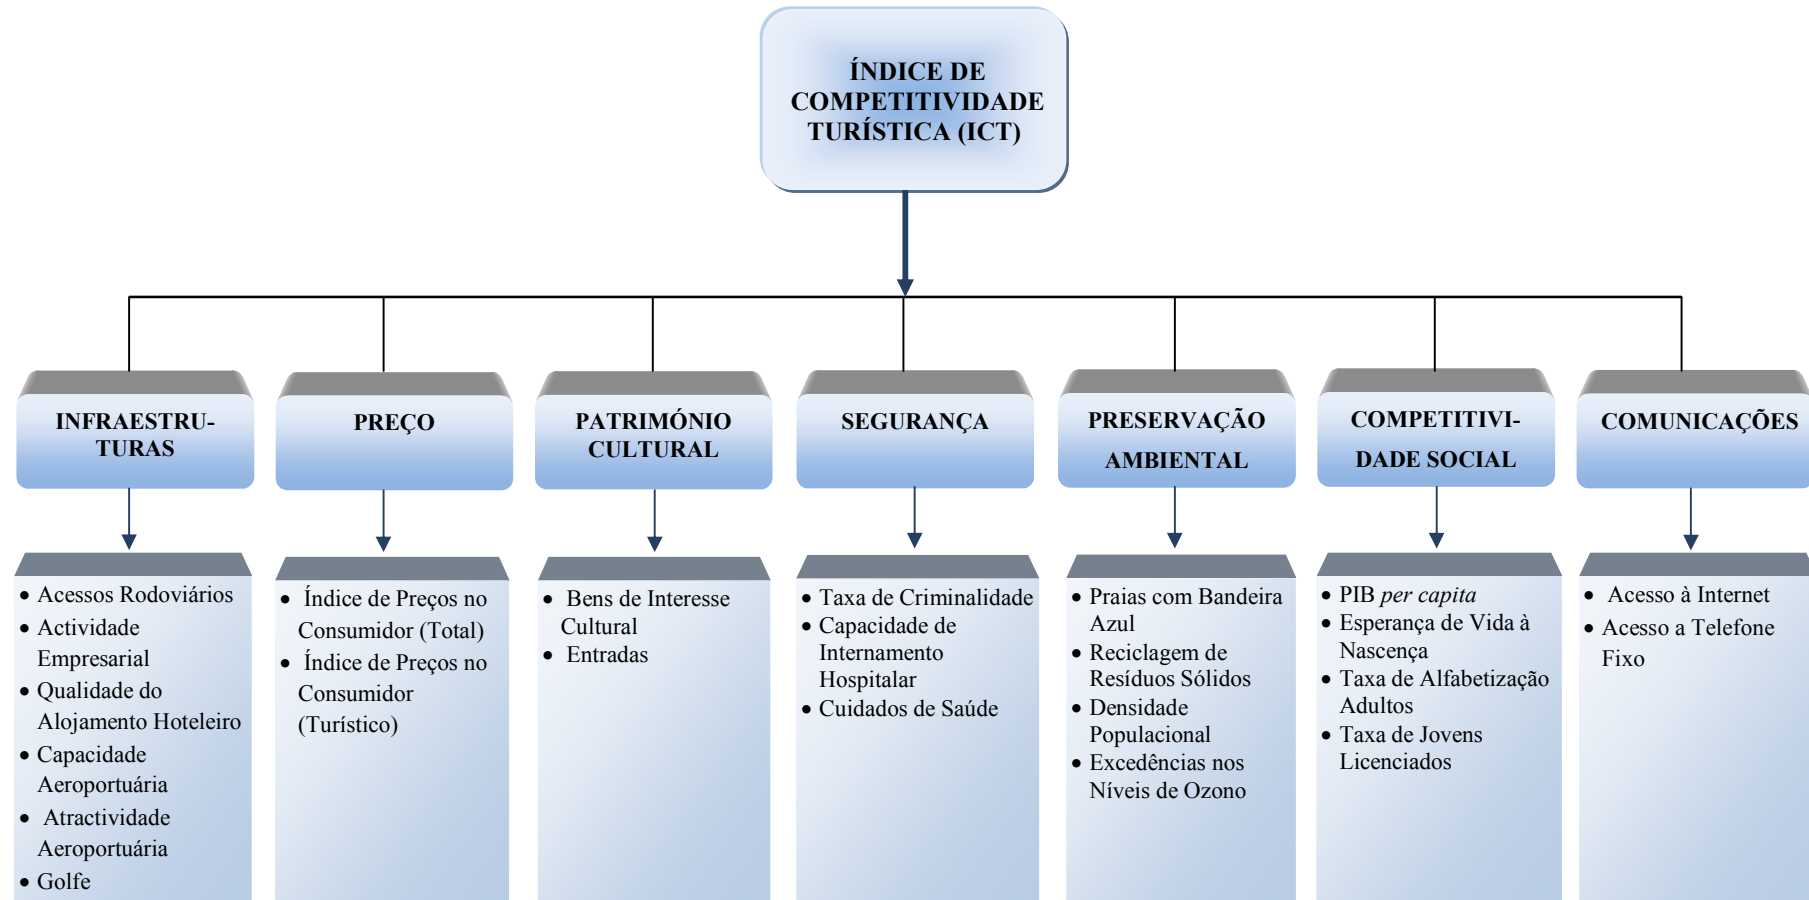 ÍNDICE DE
COMPETITIVIDADE
TURÍSTICA (ICT)
INFRAESTRU-
TURAS
PREÇO
PATRIMÓNIO
CULTURAL
SEGURANÇA
PRESERVAÇÃO
AMBIENTAL
COMPETITIVI-
DADE SOCIAL
COMUNICAÇÕES
• Acessos Rodoviários
• Actividade
Empresarial
• Qualidade do
Alojamento Hoteleiro
• Capacidade
Aeroportuária
• Atractividade
Aeroportuária
• Golfe
• Índice de Preços no
Consumidor (Total)
• Índice de Preços no
Consumidor
(Turístico)
• Bens de Interesse
Cultural
• Entradas
• Taxa de Criminalidade
• Capacidade de
Internamento
Hospitalar
• Cuidados de Saúde
• Praias com Bandeira
Azul
• Reciclagem de
Resíduos Sólidos
• Densidade
Populacional
• Excedências nos
Níveis de Ozono
• PIB per capita
• Esperança de Vida à
Nascença
• Taxa de Alfabetização
Adultos
• Taxa de Jovens
Licenciados
• Acesso à Internet
• Acesso a Telefone
Fixo